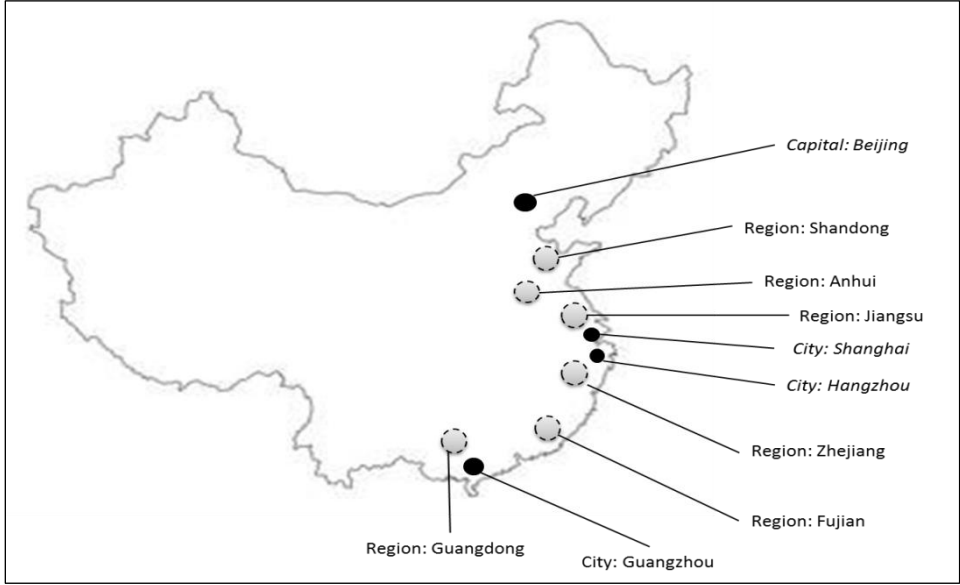 Capital: Beijing
Region: Shandong
Region: Anhui
Region: Jiangsu
City: Shanghai
City: Hangzhou
Region: Zhejiang
Region: Fujian
Region: Guangdong
City: Guangzhou